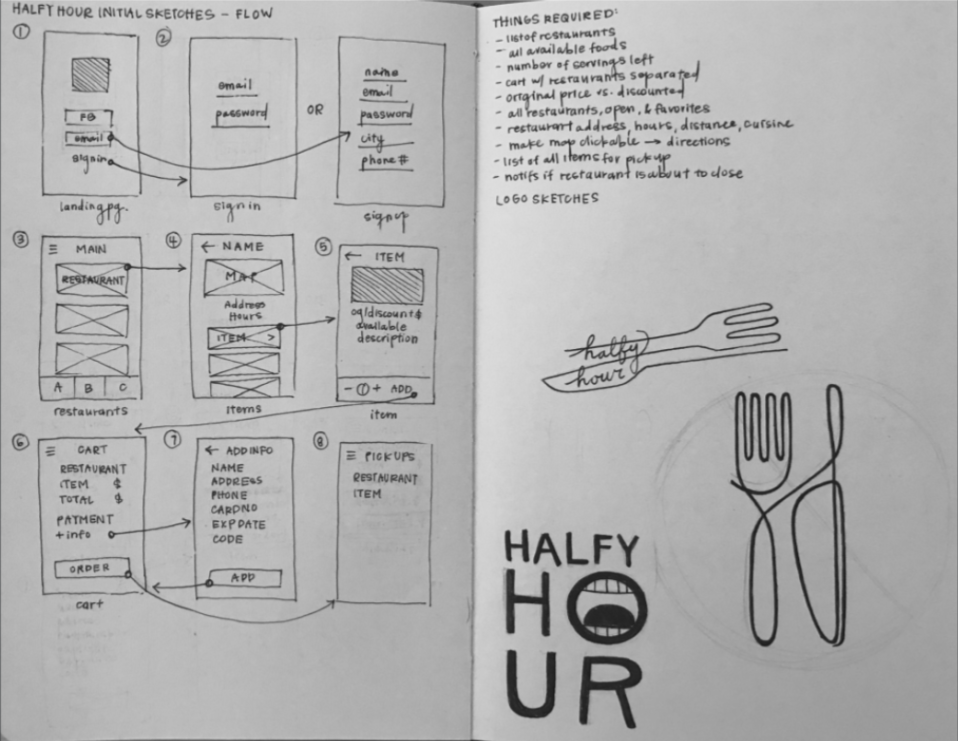 HALFY HOUR INITIAL SKETCHES - FLOW
①
FB
email
signin
landing pg.
②
email
password
sign in
OR
name
email
password
city
phone #
signup
③
MAIN
RESTAURANT
A B C
restaurants
④
← NAME
MAP
Address
Hours
ITEM >
items
⑤
← ITEM
og/discount $
available
description
- ① + ADD
item
⑥
CART
RESTAURANT
ITEM $
TOTAL $
PAYMENT
+ info
ORDER
cart
⑦
← ADD INFO
NAME
ADDRESS
PHONE
CARD NO
EXP DATE
CODE
ADD
⑧
PICKUPS
RESTAURANT
ITEM
THINGS REQUIRED:
- list of restaurants
- all available foods
- number of servings left
- cart w/ restaurants separated
- original price vs. discounted
- all restaurants, open, & favorites
- restaurant address, hours, distance, cuisine
- make map clickable → directions
- list of all items for pickup
- notifs if restaurant is about to close
LOGO SKETCHES
halfy
hour
HALFY
HO
UR